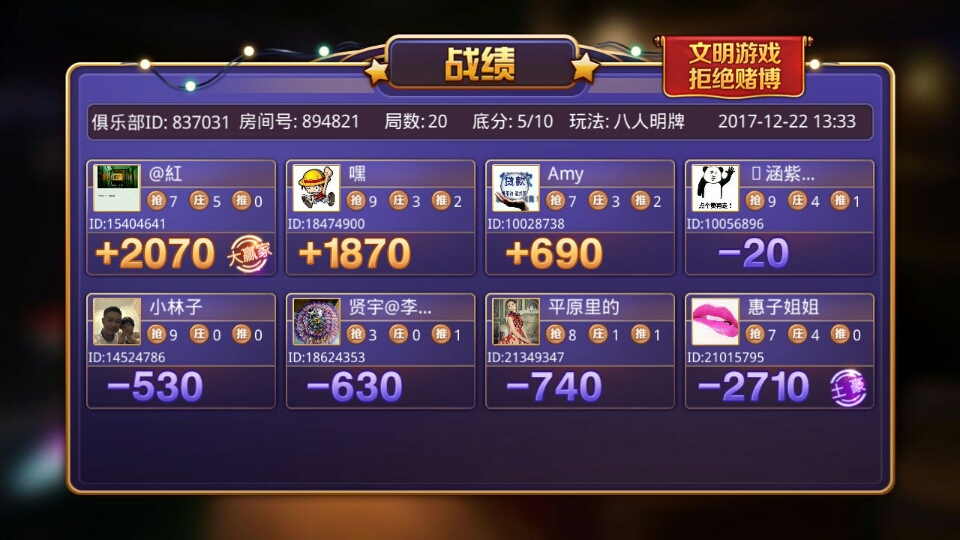 战绩
文明游戏
拒绝赌博
俱乐部ID: 837031 房间号: 894821 局数: 20 底分: 5/10 玩法: 八人明牌 2017-12-22 13:33
@紅
抢 7 庄 5 推 0
ID:15404641
+2070 大赢家
嘿
抢 9 庄 3 推 2
ID:18474900
+1870
Amy
贷款
抢 7 庄 3 推 2
ID:10028738
+690
涵紫...
抢 9 庄 4 推 1
点个赞再走!
ID:10056896
-20
小林子
抢 9 庄 0 推 0
ID:14524786
-530
贤宇@李...
抢 3 庄 0 推 1
ID:18624353
-630
平原里的
抢 8 庄 1 推 1
ID:21349347
-740
惠子姐姐
抢 7 庄 4 推 0
ID:21015795
-2710 土豪